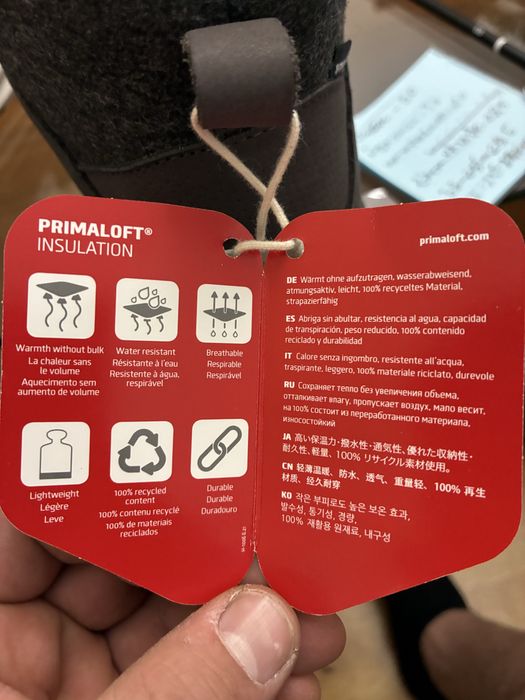 PRIMALOFT®
INSULATION
Warmth without bulk
La chaleur sans
le volume
Aquecimento sem
aumento de volume
Water resistant
Résistante à l'eau
Resistente à água,
respirável
Breathable
Respirable
Respirável
Lightweight
Légère
Leve
100% recycled
content
100% contenu recyclé
100% de materiais
reciclados
Durable
Durable
Duradouro
primaloft.com
DE Wärmt ohne aufzutragen, wasserabweisend,
atmungsaktiv, leicht, 100% recyceltes Material,
strapazierfähig
ES Abriga sin abultar, resistencia al agua, capacidad
de transpiración, peso reducido, 100% contenido
reciclado y durabilidad
IT Calore senza ingombro, resistente all'acqua,
traspirante, leggero, 100% materiale riciclato, durevole
RU Сохраняет тепло без увеличения объема,
отталкивает влагу, пропускает воздух, мало весит,
на 100% состоит из переработанного материала,
износостойкий
JA 高い保温力・撥水性・通気性、優れた収納性・
耐久性、軽量、100% リサイクル素材使用。
CN 轻薄温暖、防水、透气、重量轻、100% 再生
材质、经久耐穿
KO 작은 부피로도 높은 보온 효과,
발수성, 통기성, 경량,
100% 재활용 원재료, 내구성